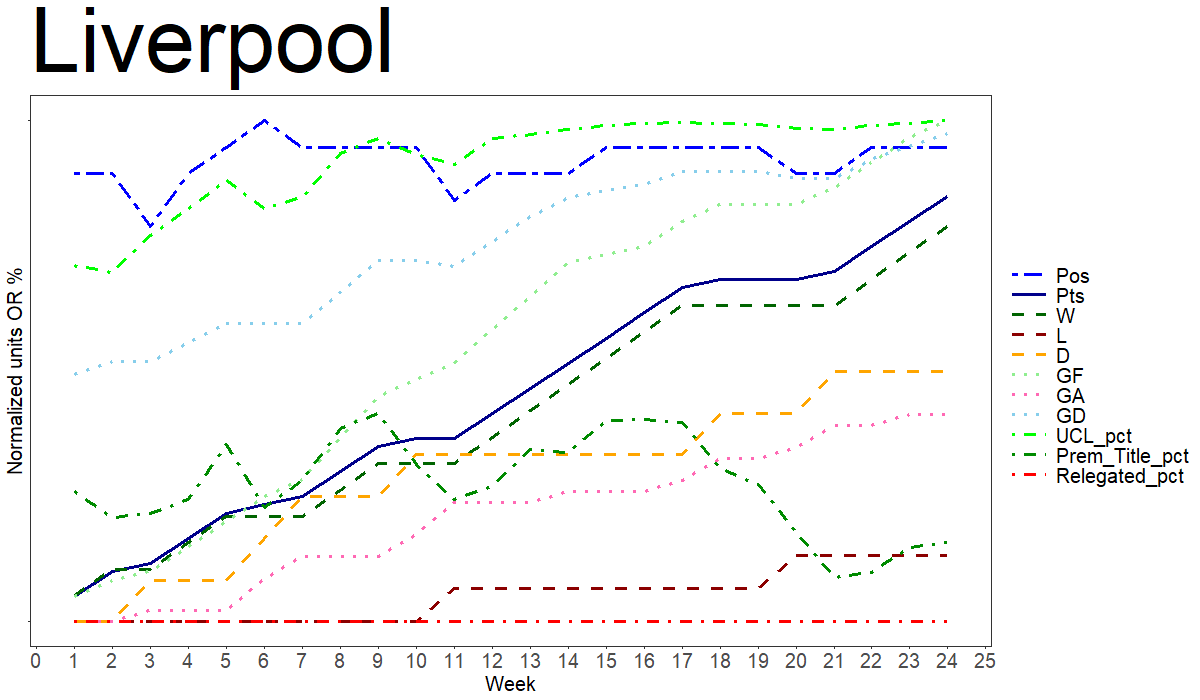 Liverpool
Normalized units OR %
0 1 2 3 4 5 6 7 8 9 10 11 12 13 14 15 16 17 18 19 20 21 22 23 24 25
Week
Pos
Pts
W
L
D
GF
GA
GD
UCL_pct
Prem_Title_pct
Relegated_pct